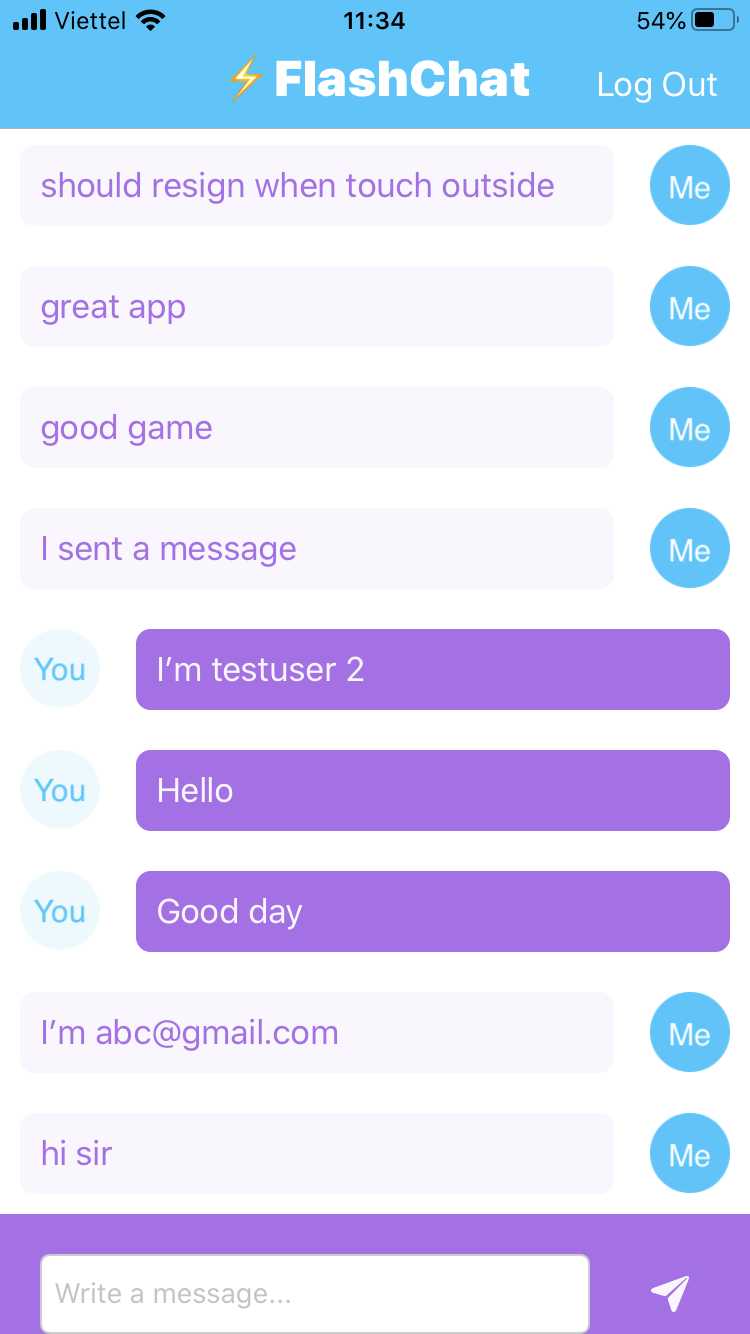 Viettel 11:34 54%
⚡FlashChat Log Out
should resign when touch outside Me
great app Me
good game Me
I sent a message Me
You I’m testuser 2
You Hello
You Good day
I’m abc@gmail.com Me
hi sir Me
Write a message...